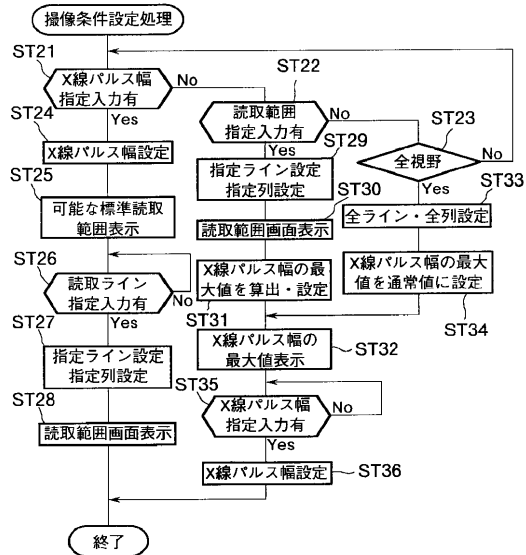 撮像条件設定処理
ST21
X線パルス幅
指定入力有
No
Yes
ST24
X線パルス幅設定
ST25
可能な標準読取
範囲表示
ST26
読取ライン
指定入力有
No
Yes
ST27
指定ライン設定
指定列設定
ST28
読取範囲画面表示
終了
ST22
読取範囲
指定入力有
No
Yes
ST29
指定ライン設定
指定列設定
ST30
読取範囲画面表示
X線パルス幅の最
大値を算出・設定
ST31
X線パルス幅の
最大値表示
ST32
ST35
X線パルス幅
指定入力有
No
Yes
X線パルス幅設定
ST36
ST23
全視野
No
Yes
ST33
全ライン・全列設定
X線パルス幅の最大
値を通常値に設定
ST34